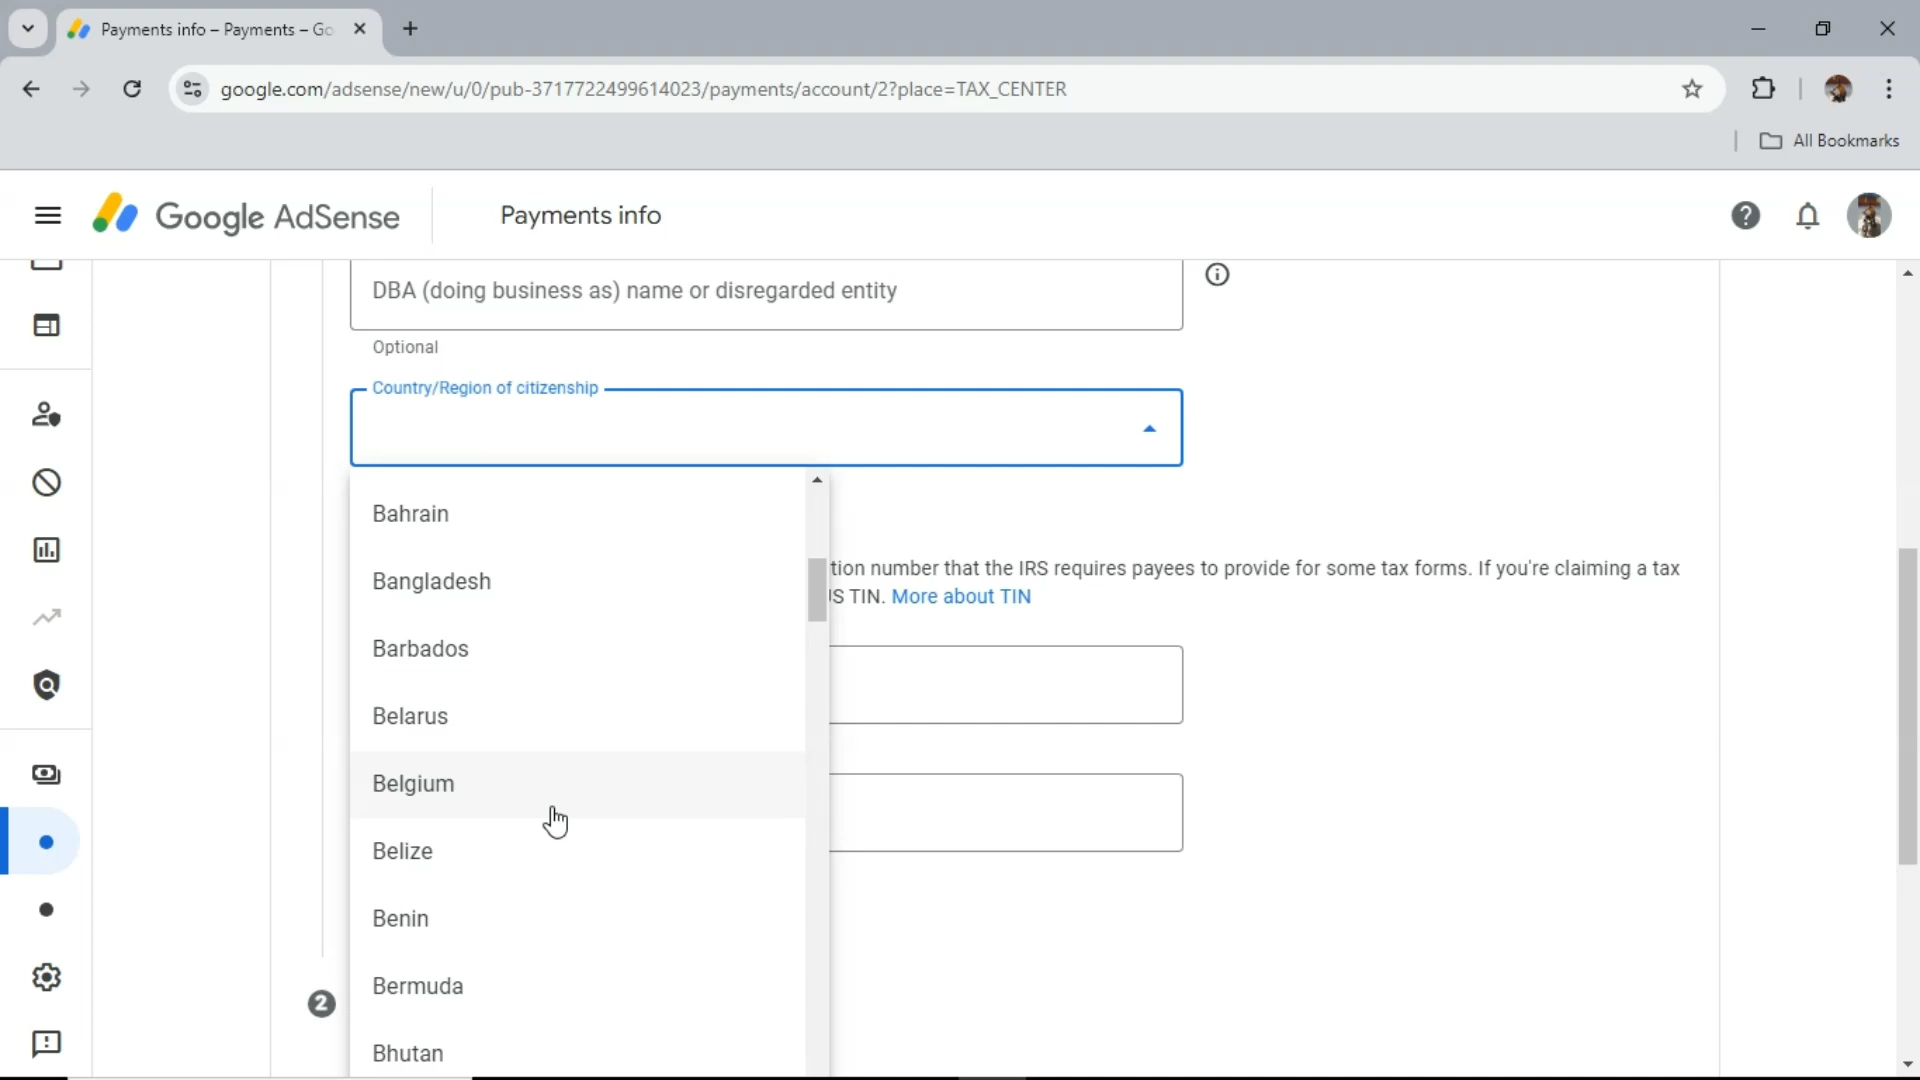 Payments info – Payments – Go
google.com/adsense/new/u/0/pub-3717722499614023/payments/account/2?place=TAX_CENTER
All Bookmarks
Google AdSense
Payments info
DBA (doing business as) name or disregarded entity
Optional
Country/Region of citizenship
Bahrain
Bangladesh
Barbados
Belarus
Belgium
Belize
Benin
Bermuda
Bhutan
tion number that the IRS requires payees to provide for some tax forms. If you're claiming a tax
US TIN. More about TIN
2